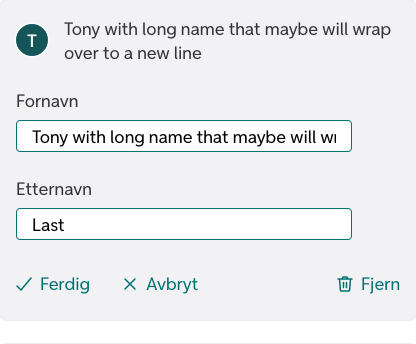 T
Tony with long name that maybe will wrap
over to a new line
Fornavn
Tony with long name that maybe will wr
Etternavn
Last
Ferdig
Avbryt
Fjern